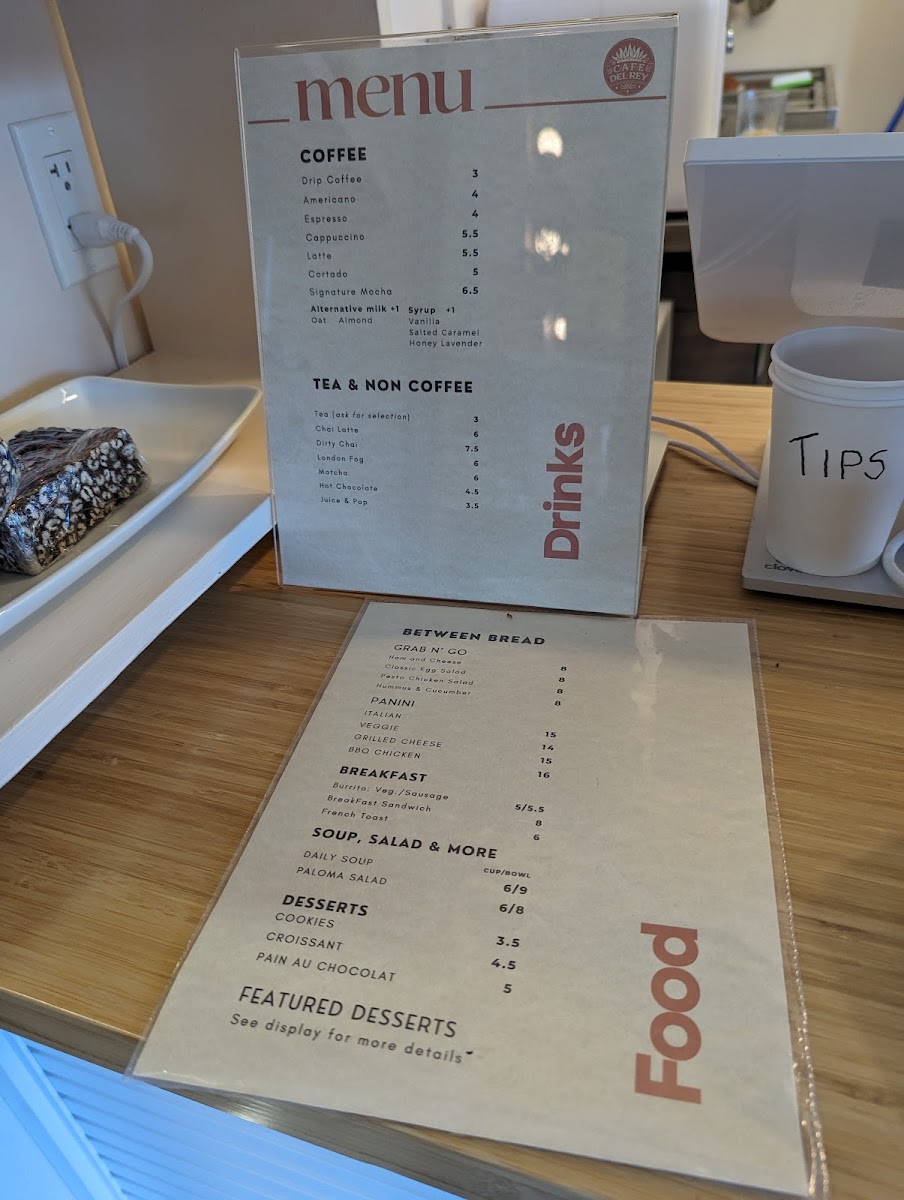 menu
CAFE
DEL REY
COFFEE
Drip Coffee 3
Americano 4
Espresso 4
Cappuccino 5.5
Latte 5.5
Cortado 5
Signature Mocha 6.5
Alternative milk +1 Syrup +1
Oat Almond Vanilla
Salted Caramel
Honey Lavender
TEA & NON COFFEE
Tea (ask for selection) 3
Chai Latte 6
Dirty Chai 7.5
London Fog 6
Matcha 6
Hot Chocolate 4.5
Juice & Pop 3.5
Drinks
TIPS
BETWEEN BREAD
GRAB N' GO
Ham and Cheese 8
Classic Egg Salad 8
Pesto Chicken Salad 8
Hummus & Cucumber 8
PANINI
ITALIAN 15
VEGGIE 14
GRILLED CHEESE 15
BBQ CHICKEN 16
BREAKFAST
Burrito: Veg./Sausage 5/5.5
BreakFast Sandwich 8
French Toast 6
SOUP, SALAD & MORE
CUP/BOWL
DAILY SOUP 6/9
PALOMA SALAD 6/8
DESSERTS
COOKIES 3.5
CROISSANT 4.5
PAIN AU CHOCOLAT 5
FEATURED DESSERTS
See display for more details
Food